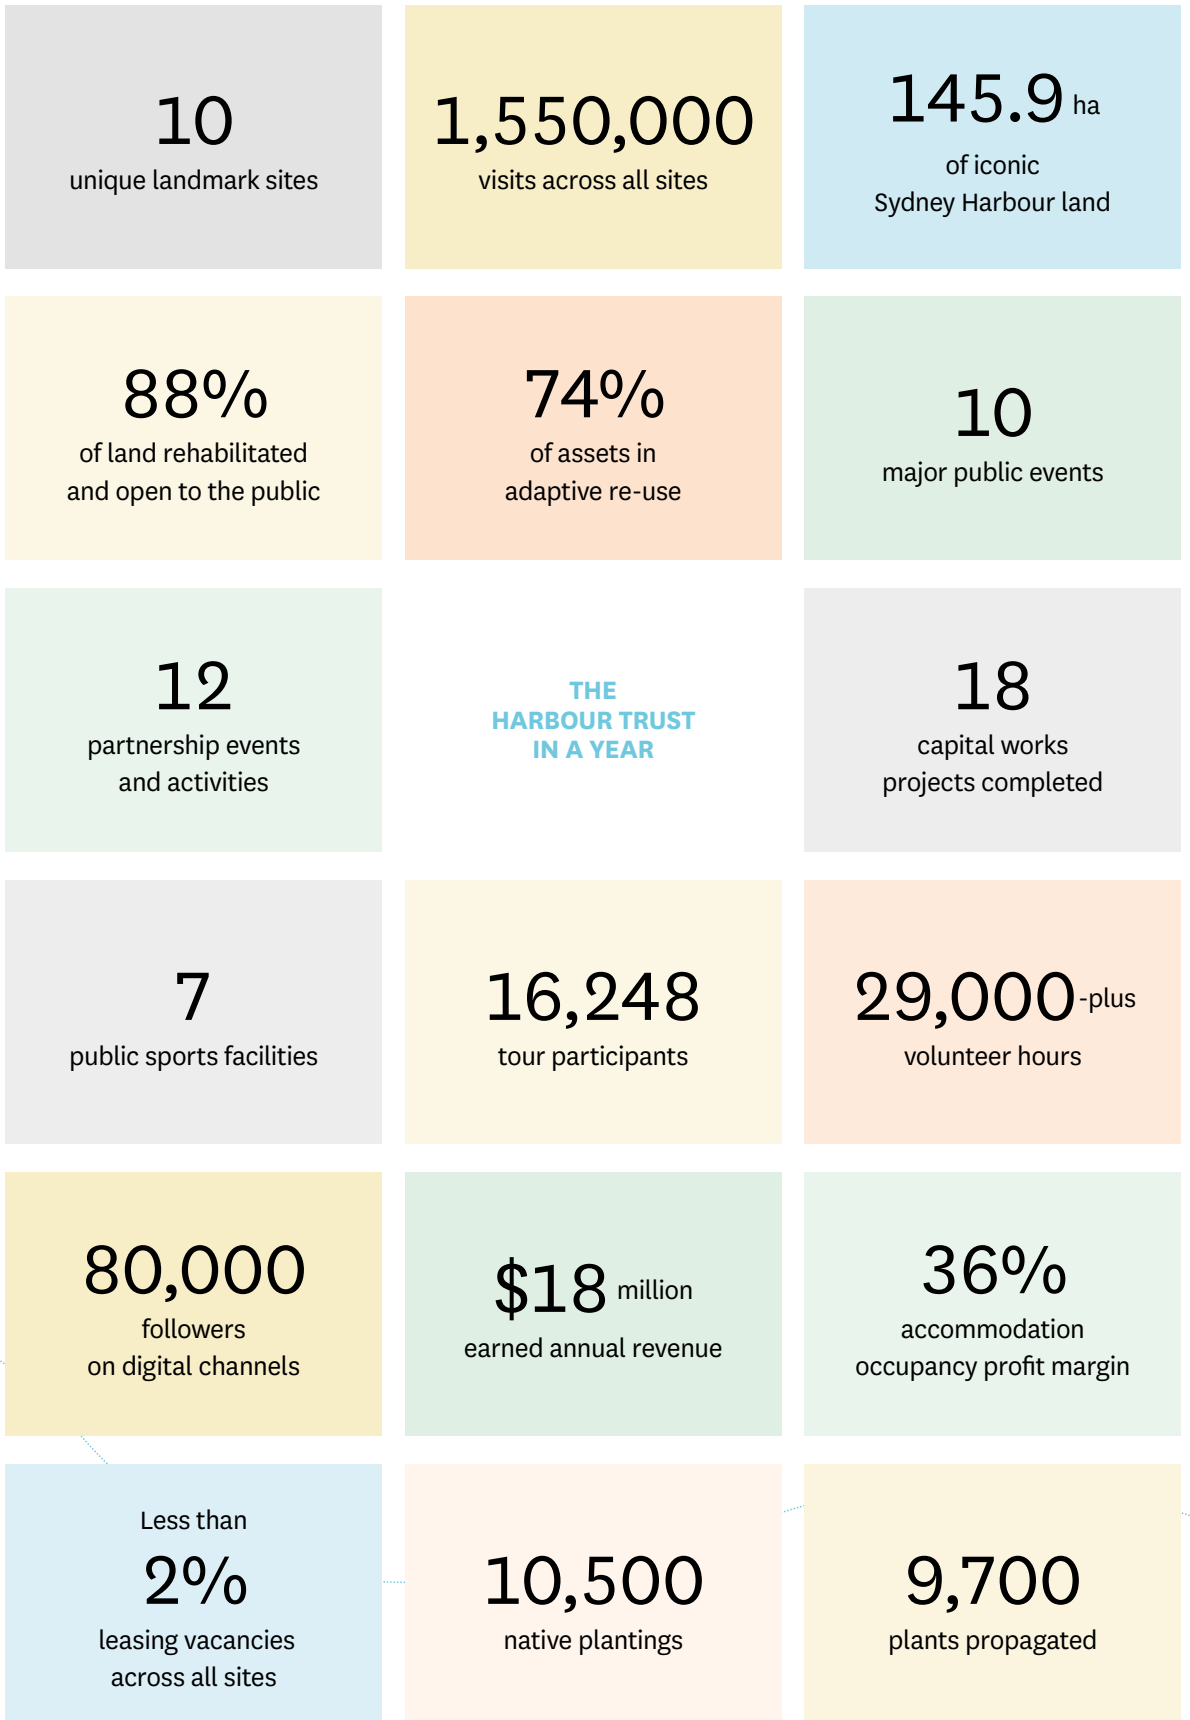 10
unique landmark sites
1,550,000
visits across all sites
145.9 ha
of iconic
Sydney Harbour land
88%
of land rehabilitated
and open to the public
74%
of assets in
adaptive re-use
10
major public events
12
partnership events
and activities
THE
HARBOUR TRUST
IN A YEAR
18
capital works
projects completed
7
public sports facilities
16,248
tour participants
29,000-plus
volunteer hours
80,000
followers
on digital channels
$18 million
earned annual revenue
36%
accommodation
occupancy profit margin
Less than
2%
leasing vacancies
across all sites
10,500
native plantings
9,700
plants propagated